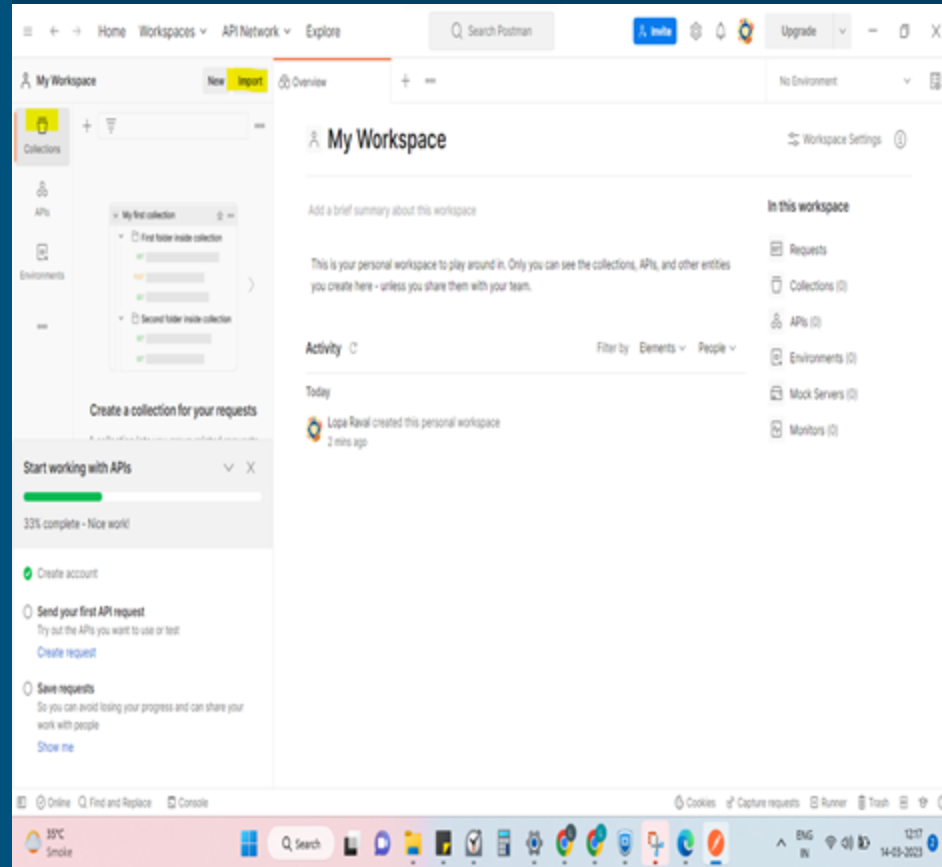 Home Workspaces API Network Explore
Search Postman
Invite
Upgrade
My Workspace
New Import
Overview
No Environment
Collections
APIs
Environments
My first collection
First folder inside collection
Second folder inside collection
Create a collection for your requests
Start working with APIs
33% complete - Nice work!
Create account
Send your first API request
Try out the APIs you want to use or test
Create request
Save requests
So you can avoid losing your progress and can share your
work with people
Show me
My Workspace
Workspace Settings
Add a brief summary about this workspace
This is your personal workspace to play around in. Only you can see the collections, APIs, and other entities
you create here - unless you share them with your team.
Activity
Filter by Elements People
Today
Lopa Raval created this personal workspace
2 mins ago
In this workspace
Requests
Collections (0)
APIs (0)
Environments (0)
Mock Servers (0)
Monitors (0)
Online Find and Replace Console
Cookies Capture requests Runner Trash
35°C
Smoke
Search
ENG
IN
12:17
14-03-2023